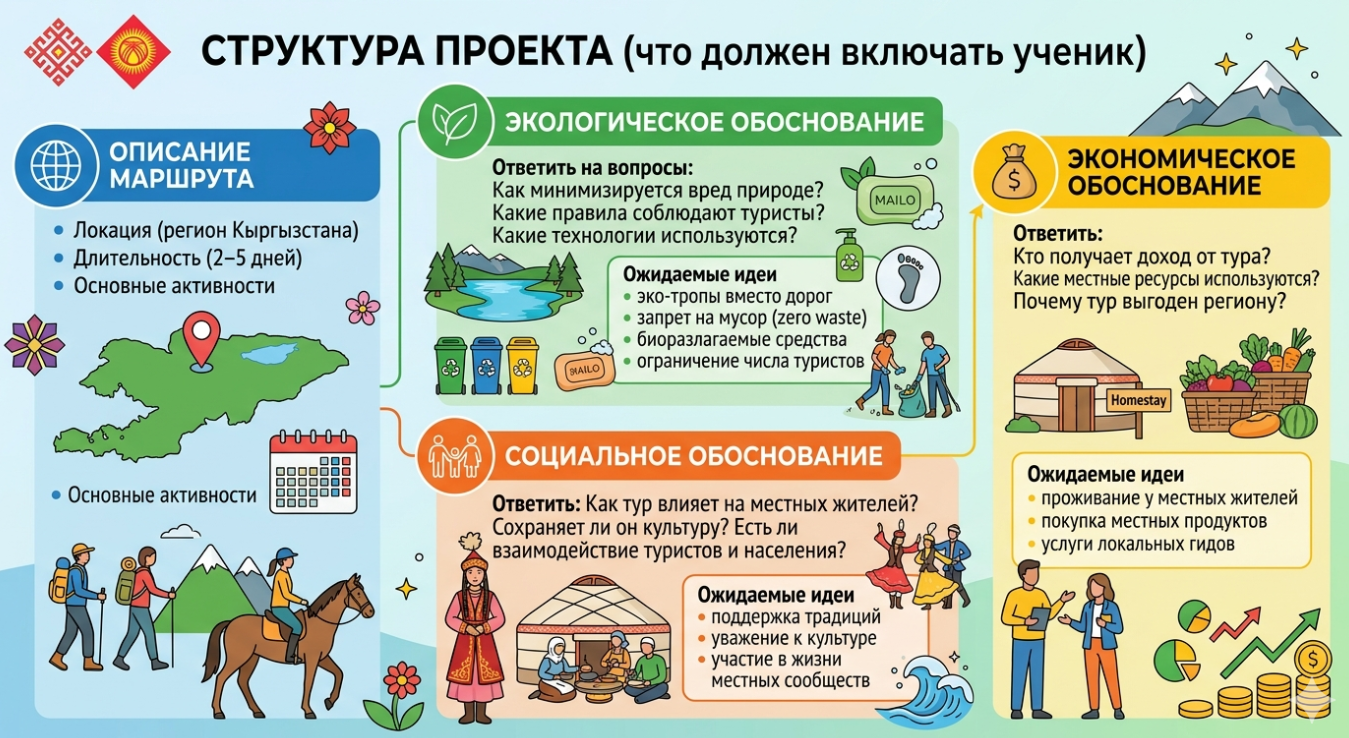 СТРУКТУРА ПРОЕКТА (что должен включать ученик)
ОПИСАНИЕ
МАРШРУТА
• Локация (регион Кыргызстана)
• Длительность (2–5 дней)
• Основные активности
• Основные активности
ЭКОЛОГИЧЕСКОЕ ОБОСНОВАНИЕ
Ответить на вопросы:
Как минимизируется вред природе?
Какие правила соблюдают туристы?
Какие технологии используются?
MAILO
Ожидаемые идеи
• эко-тропы вместо дорог
• запрет на мусор (zero waste)
• биоразлагаемые средства
• ограничение числа туристов
СОЦИАЛЬНОЕ ОБОСНОВАНИЕ
Ответить: Как тур влияет на местных жителей?
Сохраняет ли он культуру? Есть ли
взаимодействие туристов и населения?
Ожидаемые идеи
• поддержка традиций
• уважение к культуре
• участие в жизни
местных сообществ
ЭКОНОМИЧЕСКОЕ
ОБОСНОВАНИЕ
$
Ответить:
Кто получает доход от тура?
Какие местные ресурсы используются?
Почему тур выгоден региону?
Homestay
Ожидаемые идеи
• проживание у местных жителей
• покупка местных продуктов
• услуги локальных гидов
$